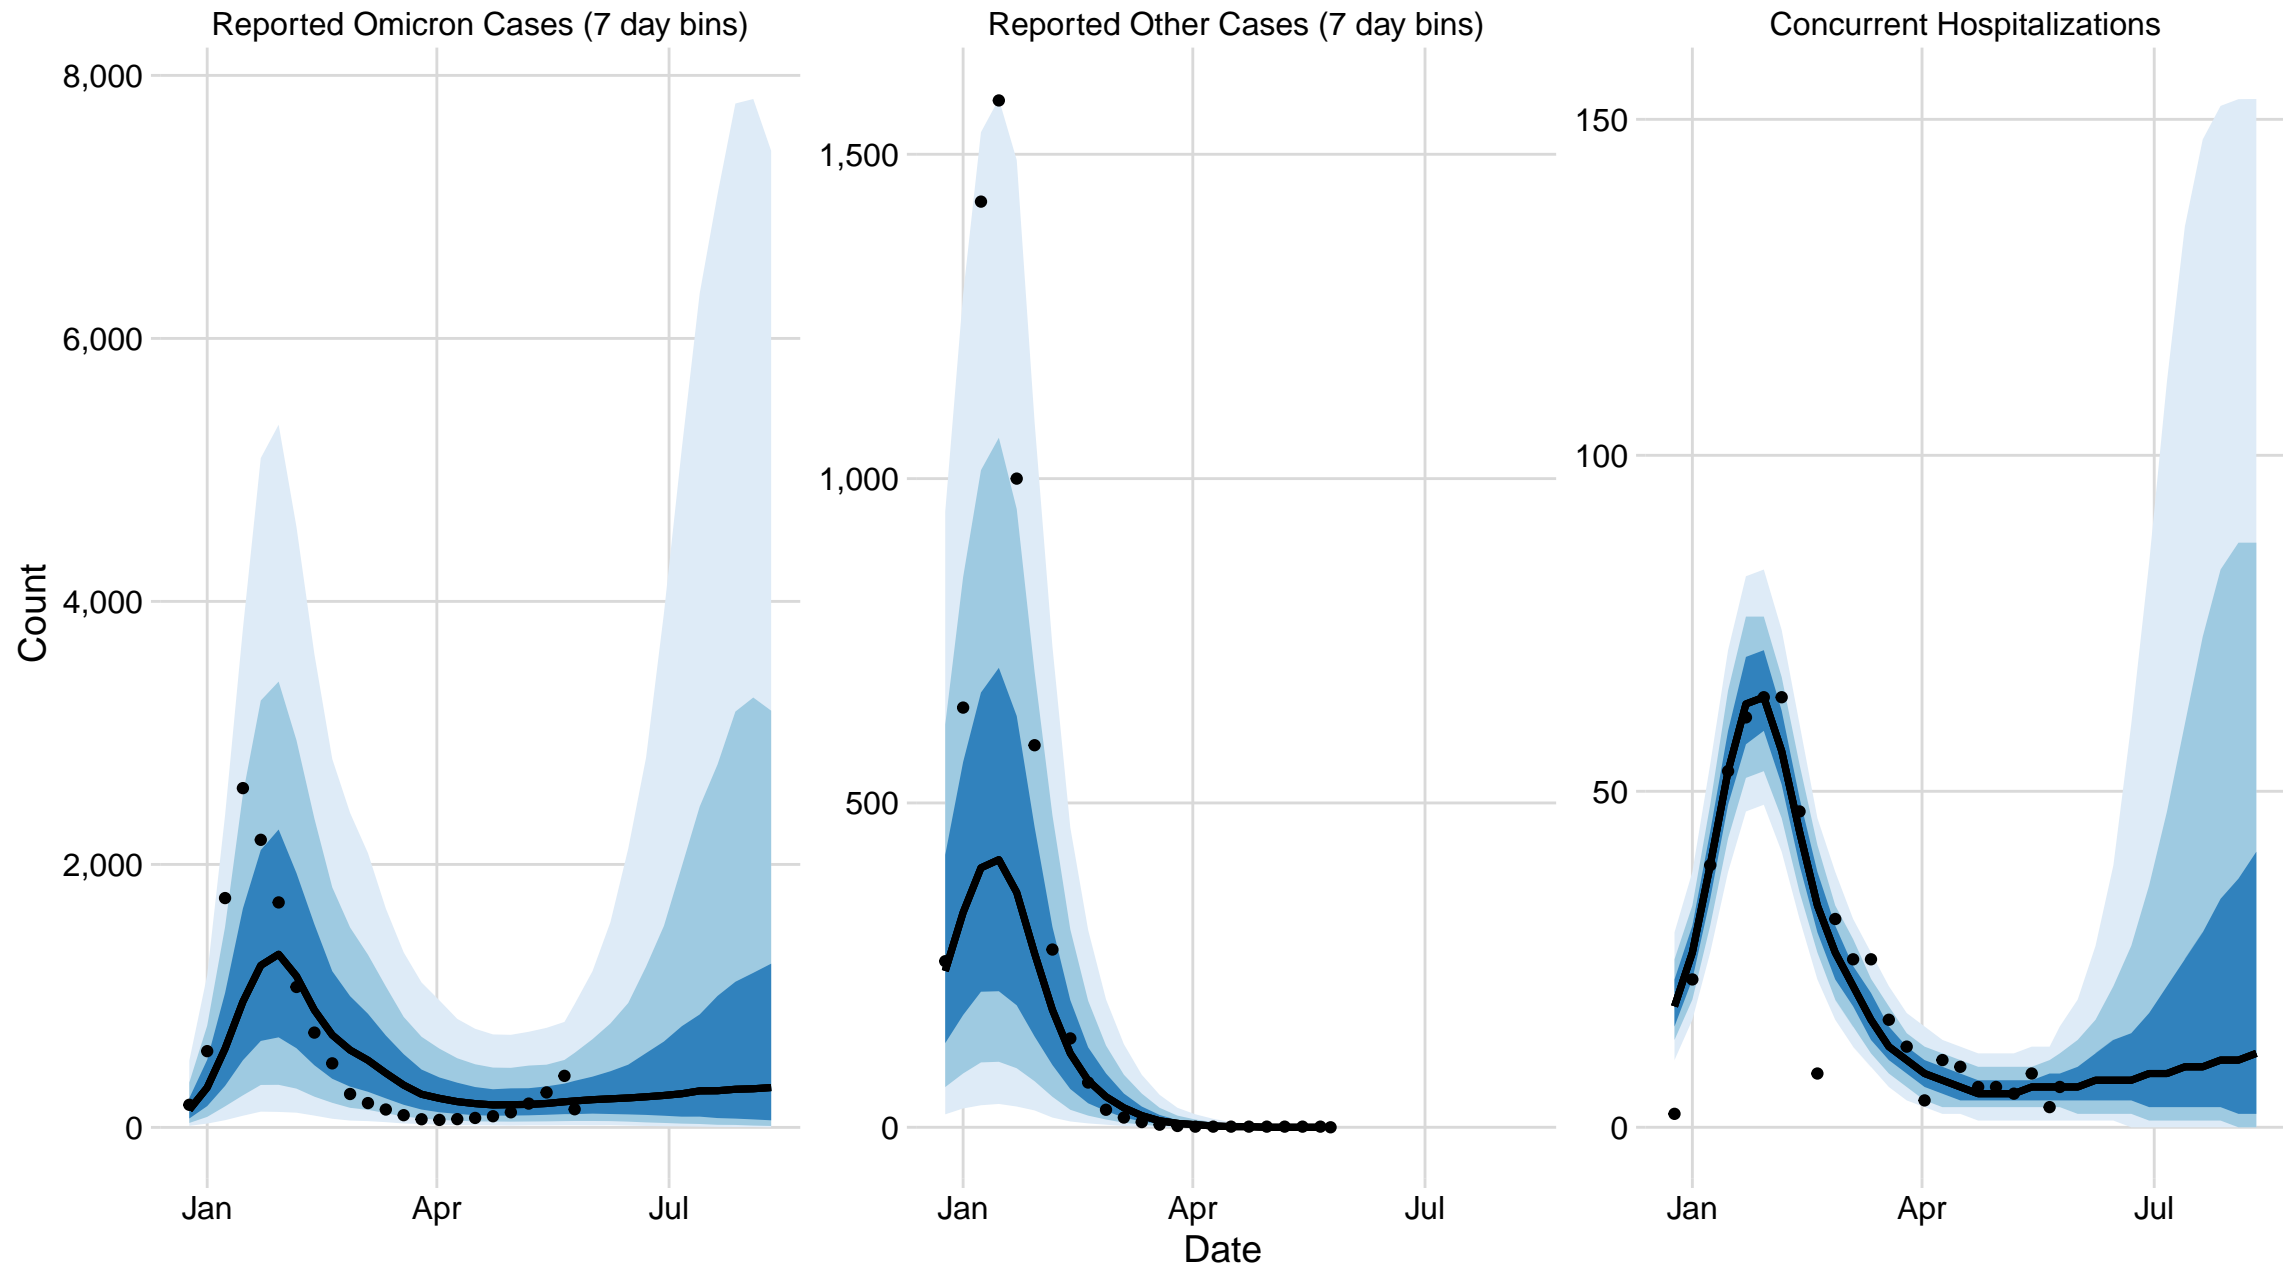 Reported Omicron Cases (7 day bins)
Reported Other Cases (7 day bins)
Concurrent Hospitalizations
Count
8,000
6,000
4,000
2,000
0
Jan
Apr
Jul
1,500
1,000
500
0
Jan
Apr
Jul
150
100
50
0
Jan
Apr
Jul
Date